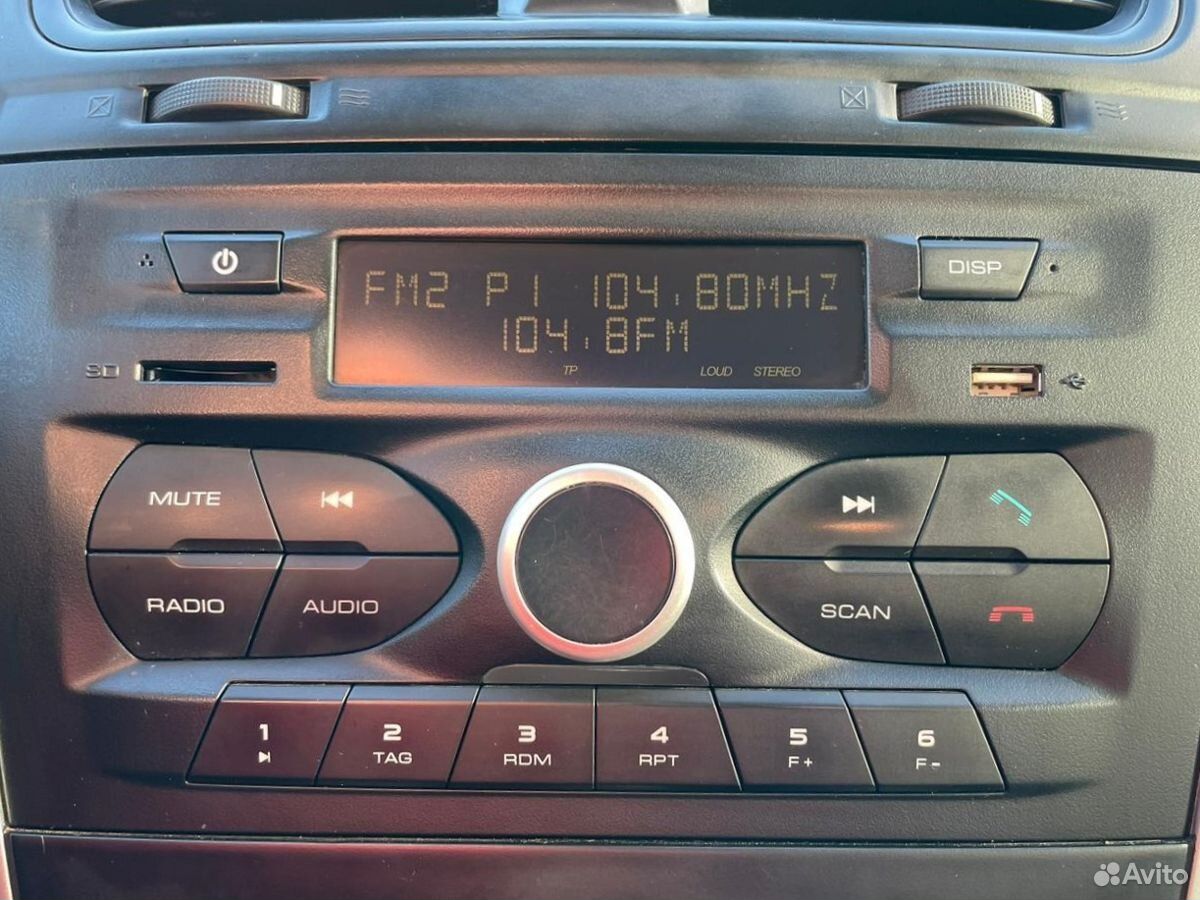 FM2 P1 104.80MHZ
104.8FM
TP LOUD STEREO
DISP
SD
MUTE
RADIO
AUDIO
SCAN
1
2
TAG
3
RDM
4
RPT
5
F+
6
F-
Avito